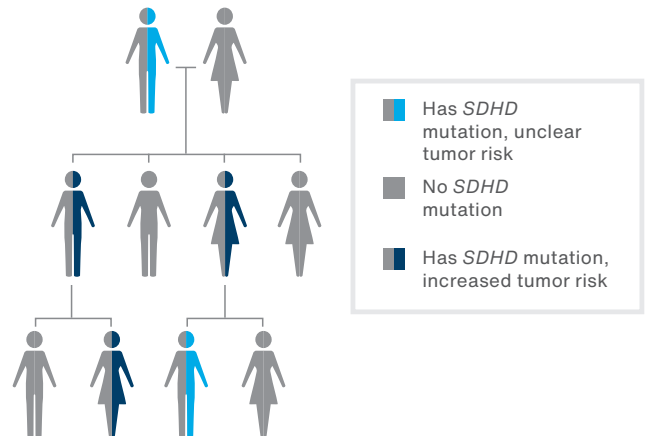 Has SDHD
mutation, unclear
tumor risk
No SDHD
mutation
Has SDHD mutation,
increased tumor risk